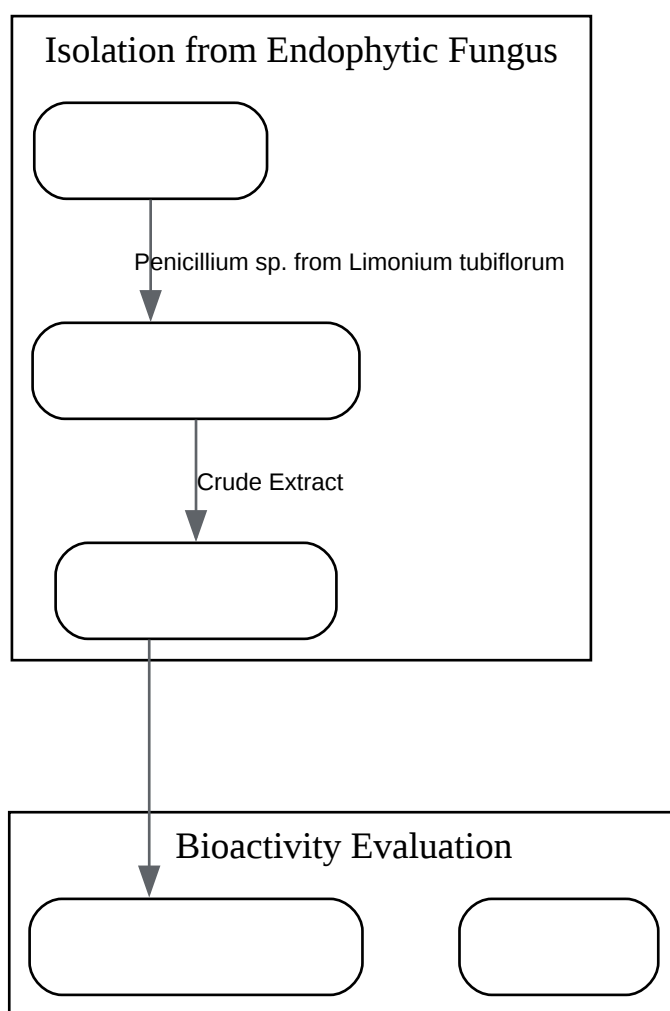 Isolation from Endophytic Fungus
Penicillium sp. from Limonium tubiflorum
Crude Extract
Bioactivity Evaluation